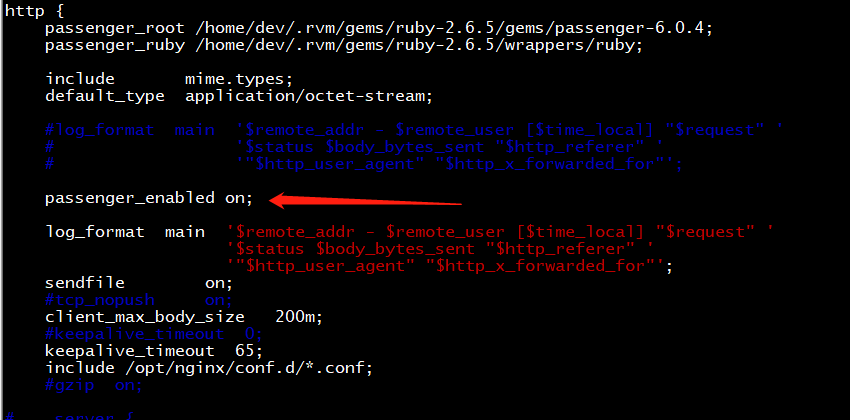 http {
    passenger_root /home/dev/.rvm/gems/ruby-2.6.5/gems/passenger-6.0.4;
    passenger_ruby /home/dev/.rvm/gems/ruby-2.6.5/wrappers/ruby;
    include       mime.types;
    default_type  application/octet-stream;
    #log_format  main  '$remote_addr - $remote_user [$time_local] "$request" '
    #                  '$status $body_bytes_sent "$http_referer" '
    #                  '"$http_user_agent" "$http_x_forwarded_for"';
    passenger_enabled on;
    log_format  main  '$remote_addr - $remote_user [$time_local] "$request" '
                      '$status $body_bytes_sent "$http_referer" '
                      '"$http_user_agent" "$http_x_forwarded_for"';
    sendfile        on;
    #tcp_nopush     on;
    client_max_body_size   200m;
    #keepalive_timeout  0;
    keepalive_timeout  65;
    include /opt/nginx/conf.d/*.conf;
    #gzip  on;
#    server {